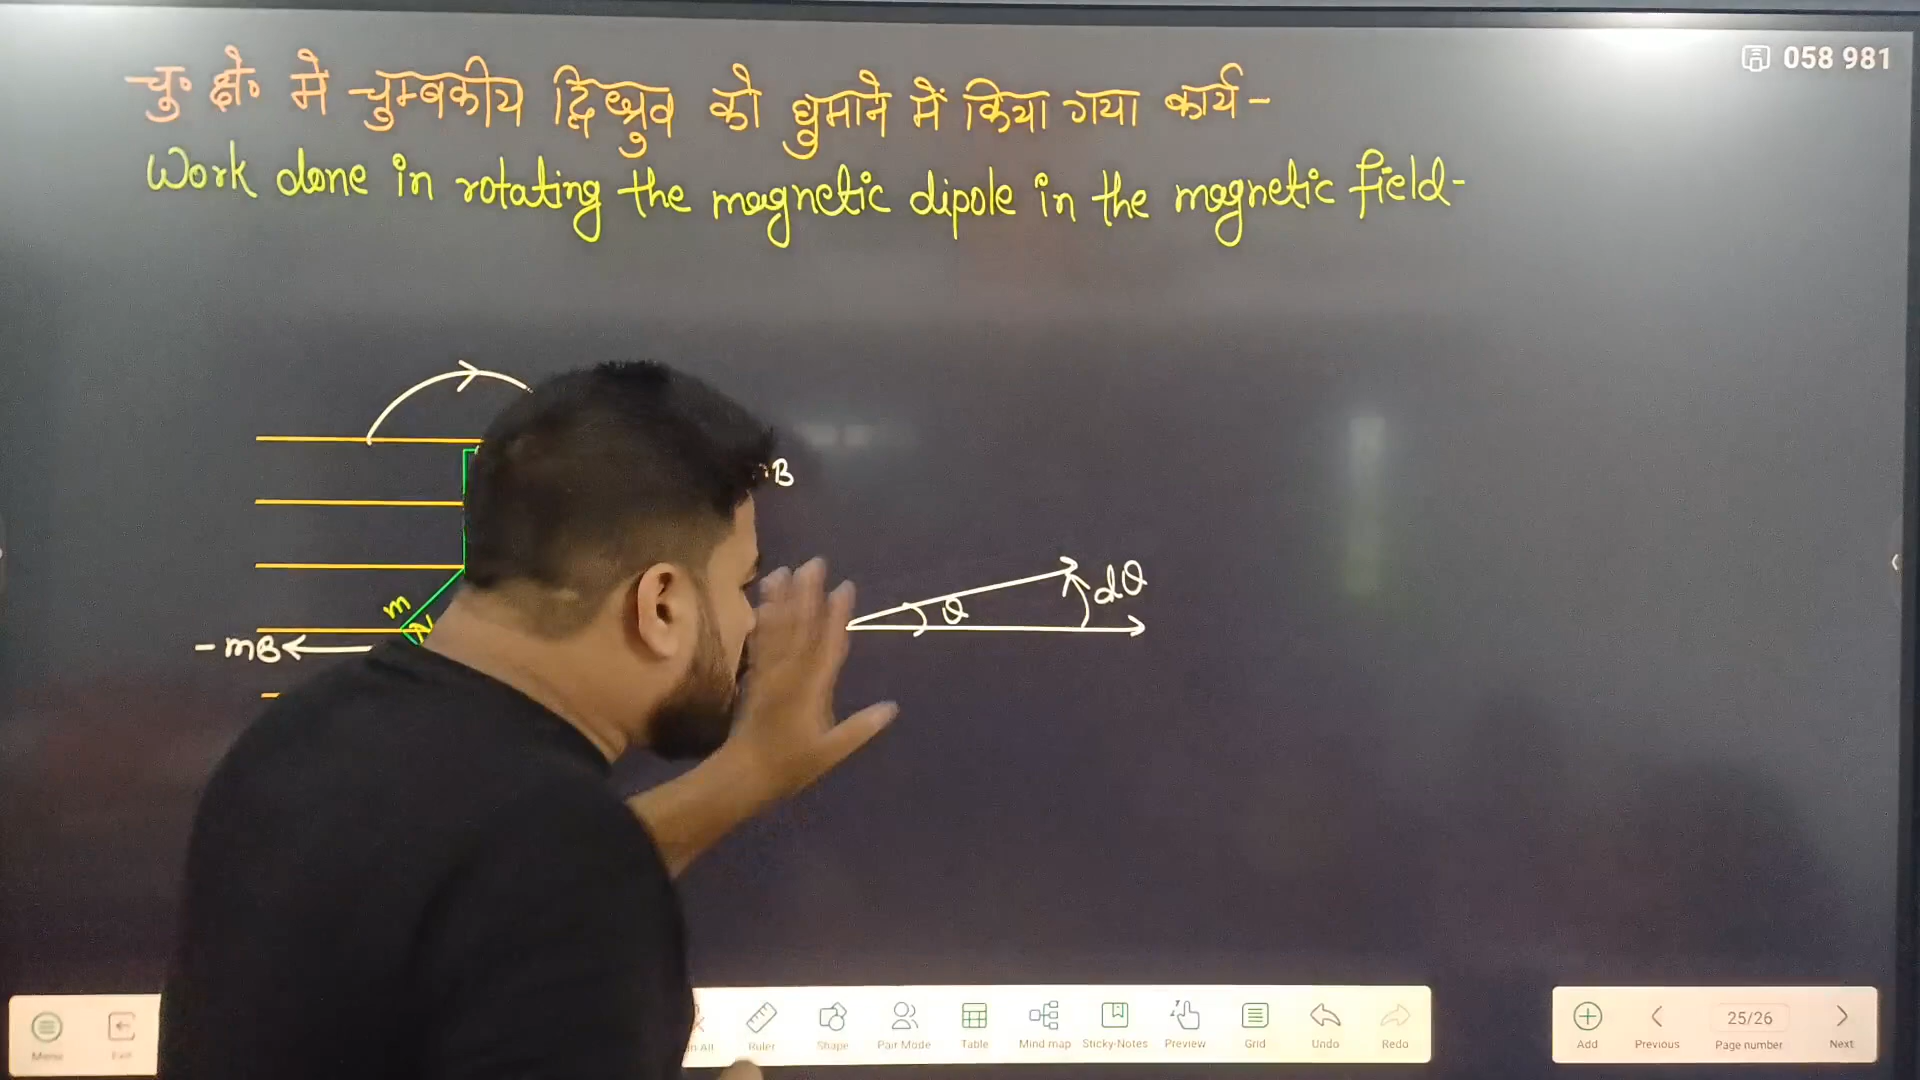 058 981
चु० क्षे० में चुम्बकीय द्विध्रुव को घुमाने में किया गया कार्य-
Work done in rotating the magnetic dipole in the magnetic field-
B
dθ
θ
m
N
-mB
Menu
Exit
Ruler
Shape
Pair Mode
Table
Mind map
Sticky-Notes
Preview
Grid
Undo
Redo
Add
Previous
25/26
Page number
Next